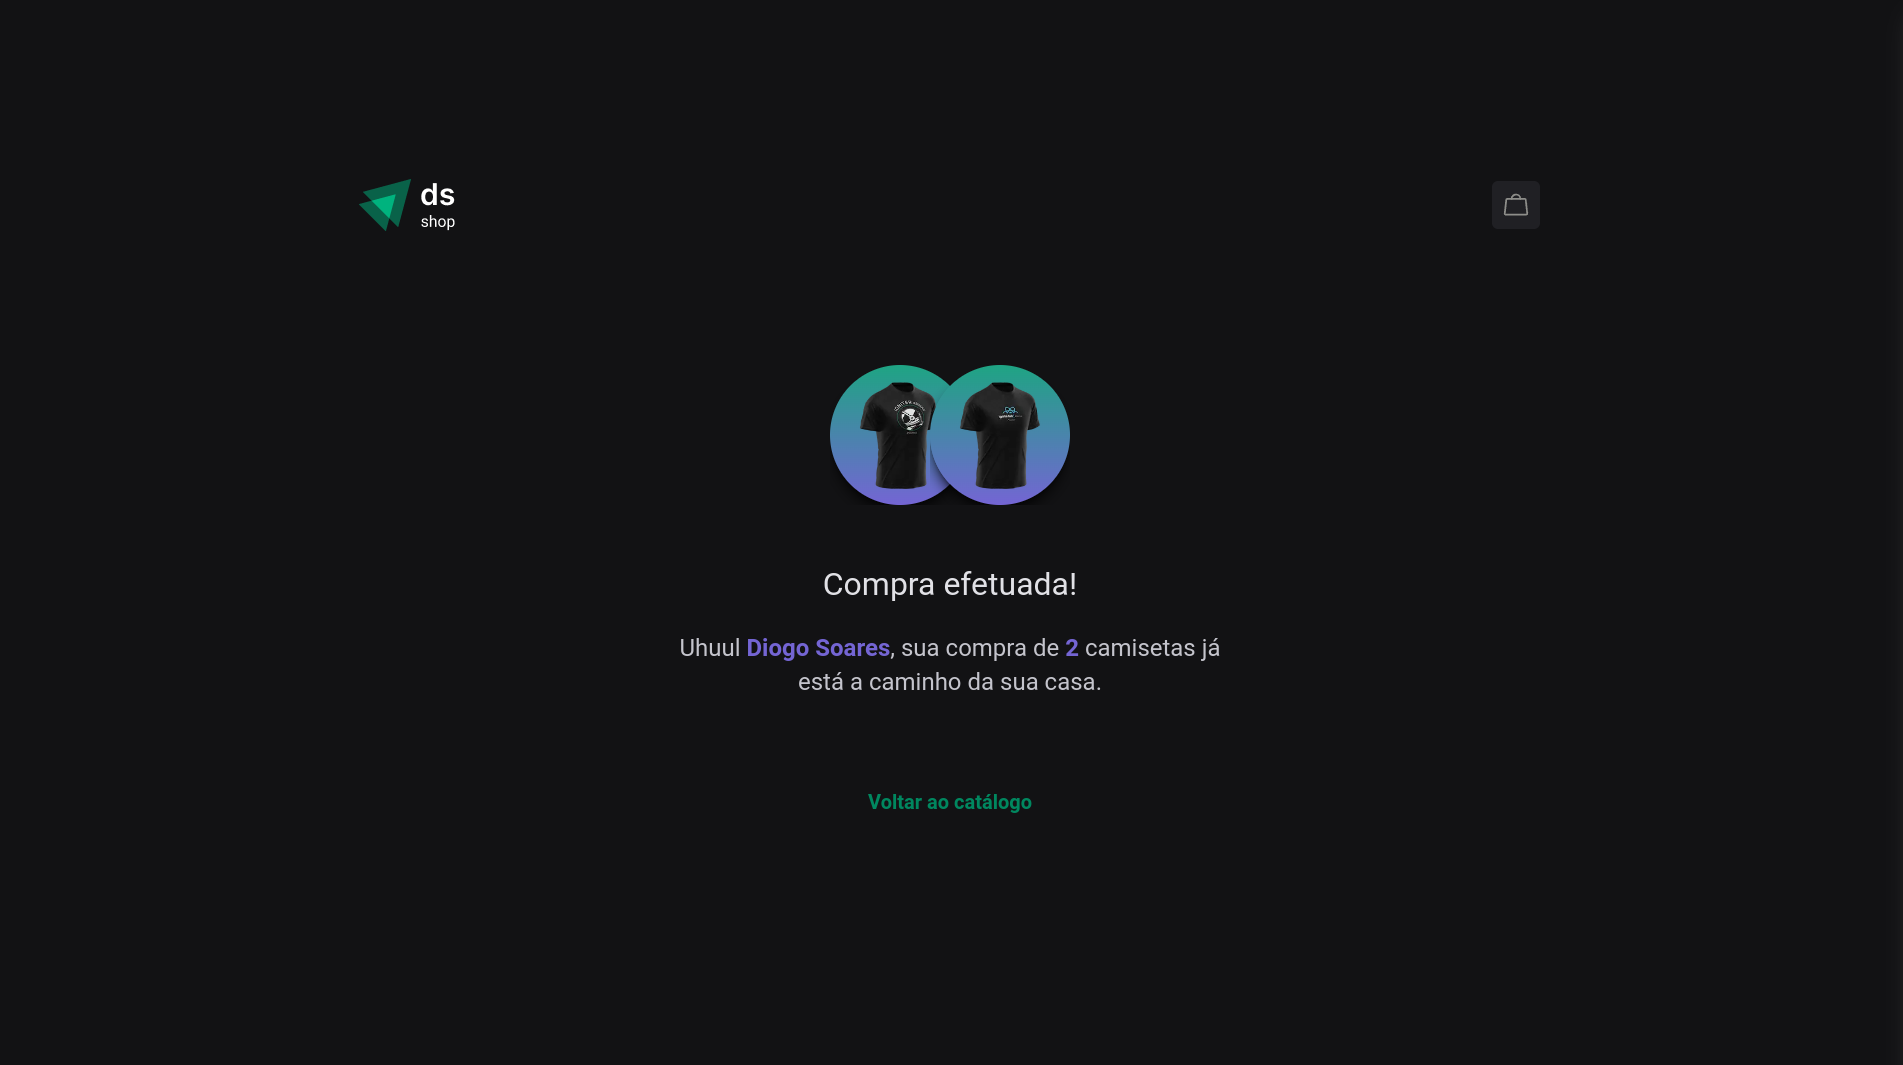 ds
shop
Compra efetuada!
Uhuul Diogo Soares, sua compra de 2 camisetas já
está a caminho da sua casa.
Voltar ao catálogo